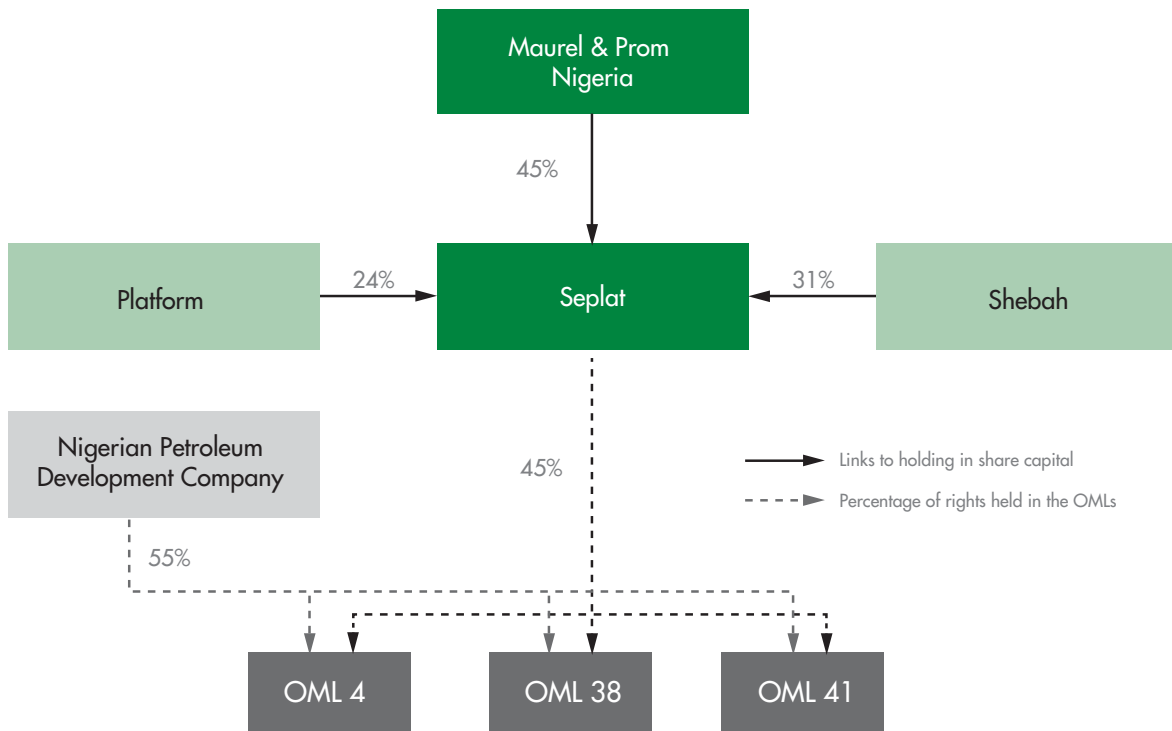 Maurel & Prom
Nigeria
45%
Platform
24%
Seplat
31%
Shebah
Nigerian Petroleum
Development Company
45%
Links to holding in share capital
Percentage of rights held in the OMLs
55%
OML 4
OML 38
OML 41